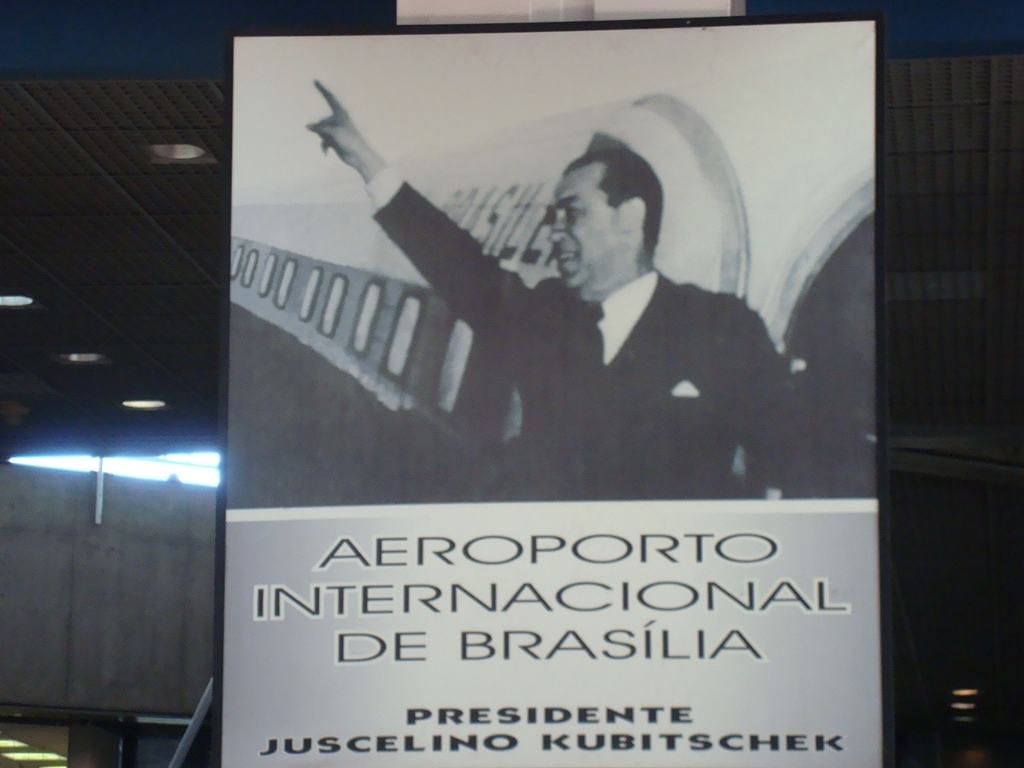 AEROPORTO
INTERNACIONAL
DE BRASÍLIA
PRESIDENTE
JUSCELINO KUBITSCHEK